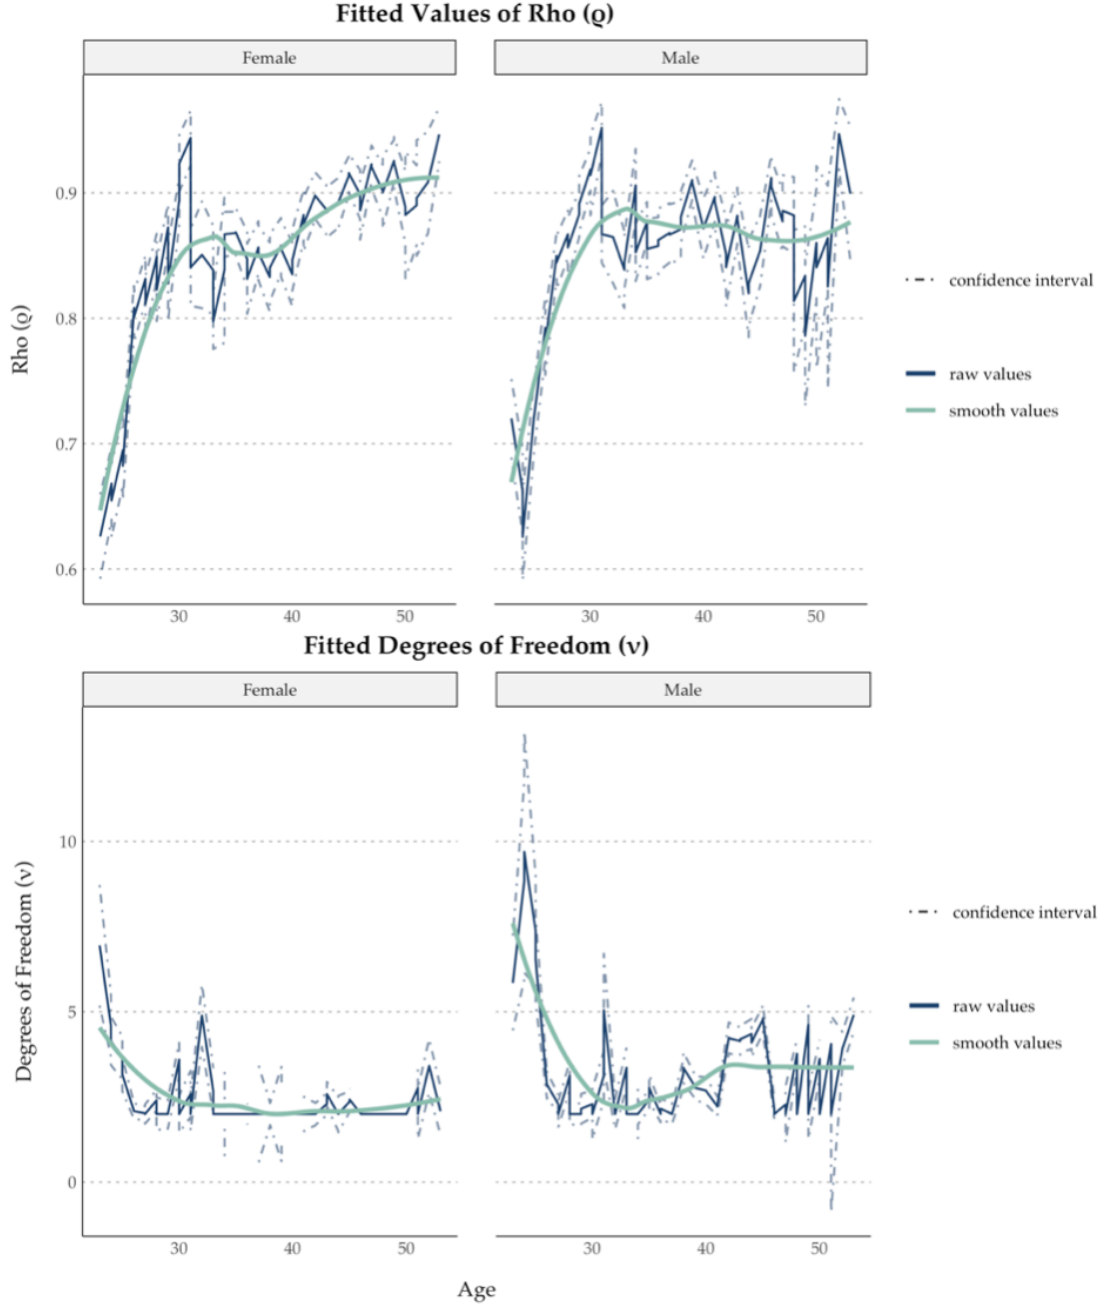 Fitted Values of Rho (ϱ)
Female
Male
0.9
0.8
0.7
0.6
Rho (ϱ)
30
40
50
30
40
50
confidence interval
raw values
smooth values
Fitted Degrees of Freedom (ν)
Female
Male
10
5
0
Degrees of Freedom (ν)
30
40
50
30
40
50
Age
confidence interval
raw values
smooth values